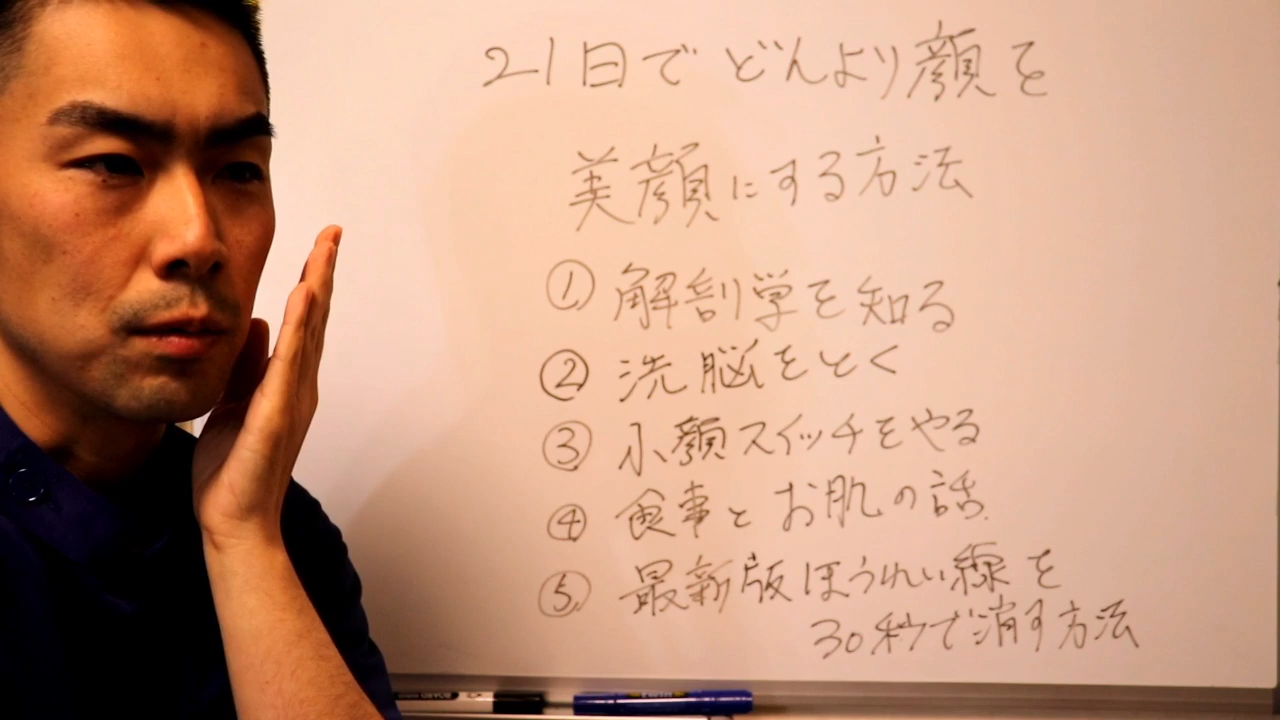 21日でどんより顔を
美顔にする方法
① 解剖学を知る
② 洗脳をとく
③ 小顔スイッチをやる
④ 食事とお肌の話
⑤ 最新版ほうれい線を
30秒で消す方法